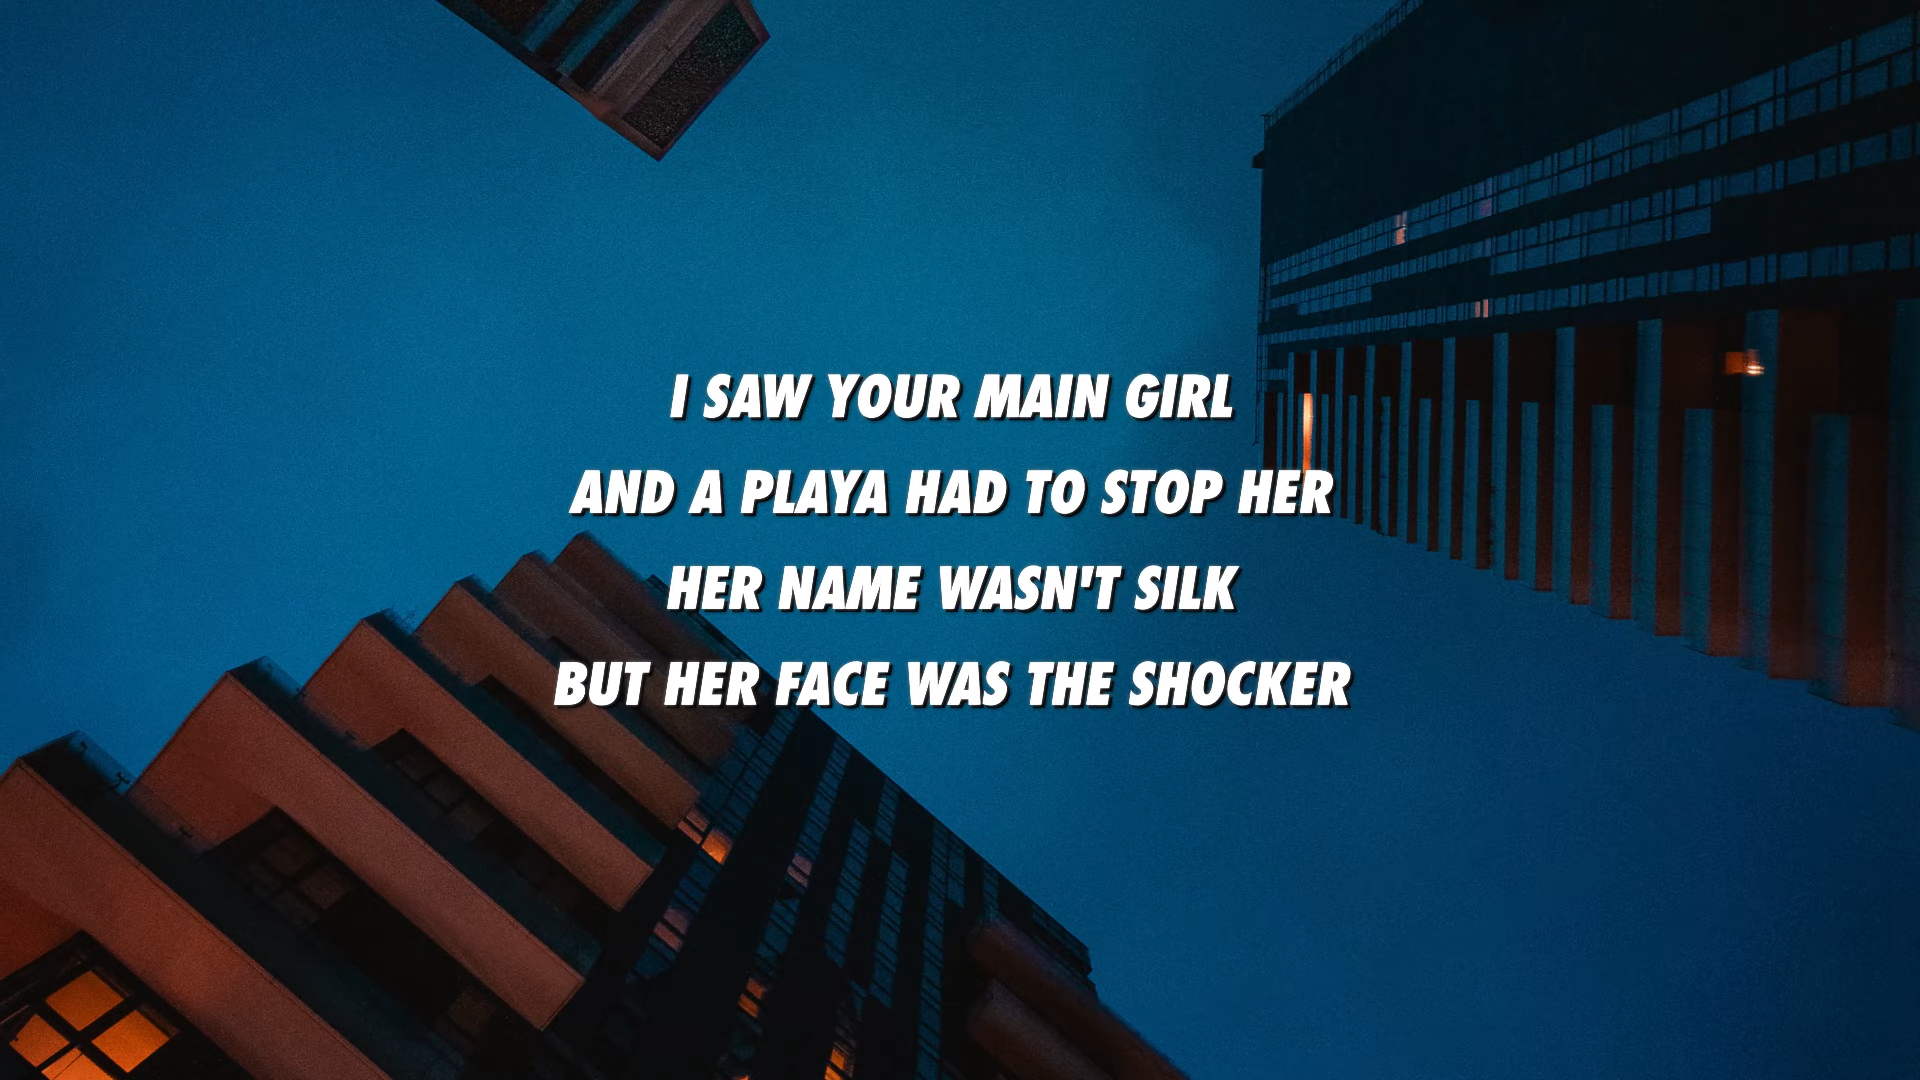 I SAW YOUR MAIN GIRL
AND A PLAYA HAD TO STOP HER
HER NAME WASN'T SILK
BUT HER FACE WAS THE SHOCKER